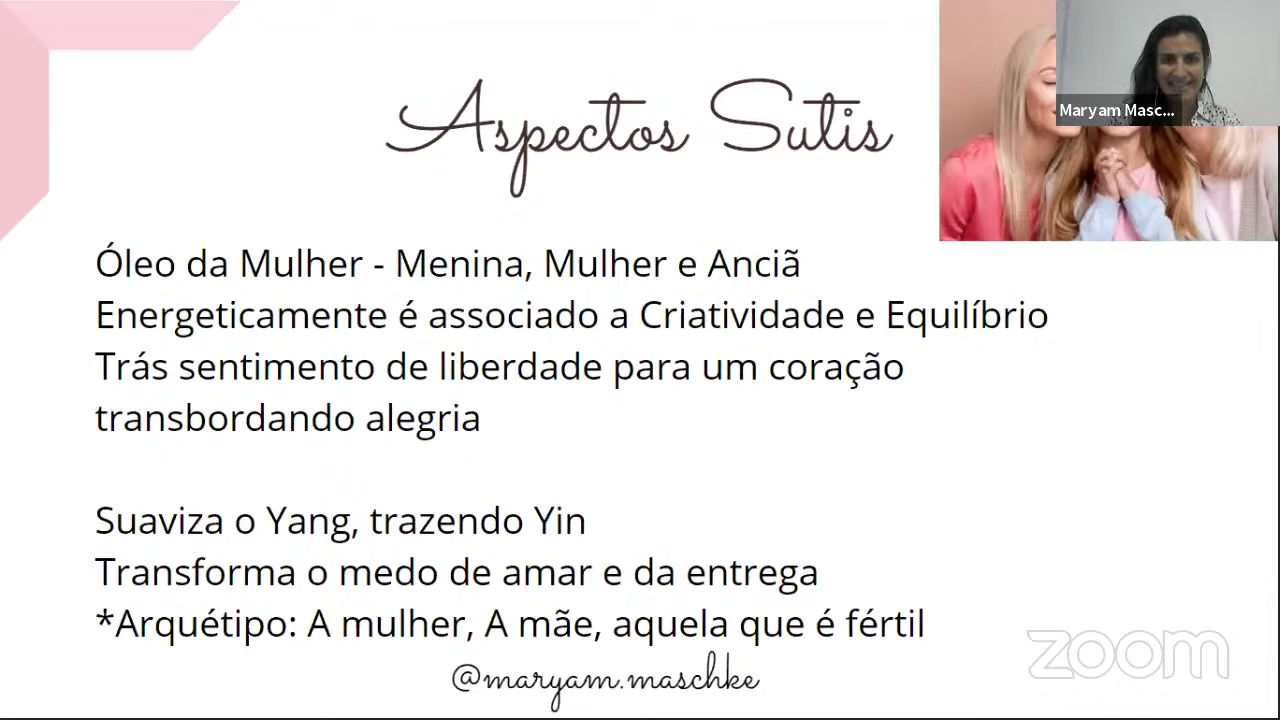 Aspectos Sutis
Maryam Masc...
Óleo da Mulher - Menina, Mulher e Anciã
Energeticamente é associado a Criatividade e Equilíbrio
Trás sentimento de liberdade para um coração
transbordando alegria
Suaviza o Yang, trazendo Yin
Transforma o medo de amar e da entrega
*Arquétipo: A mulher, A mãe, aquela que é fértil
@maryam.maschke
zoom